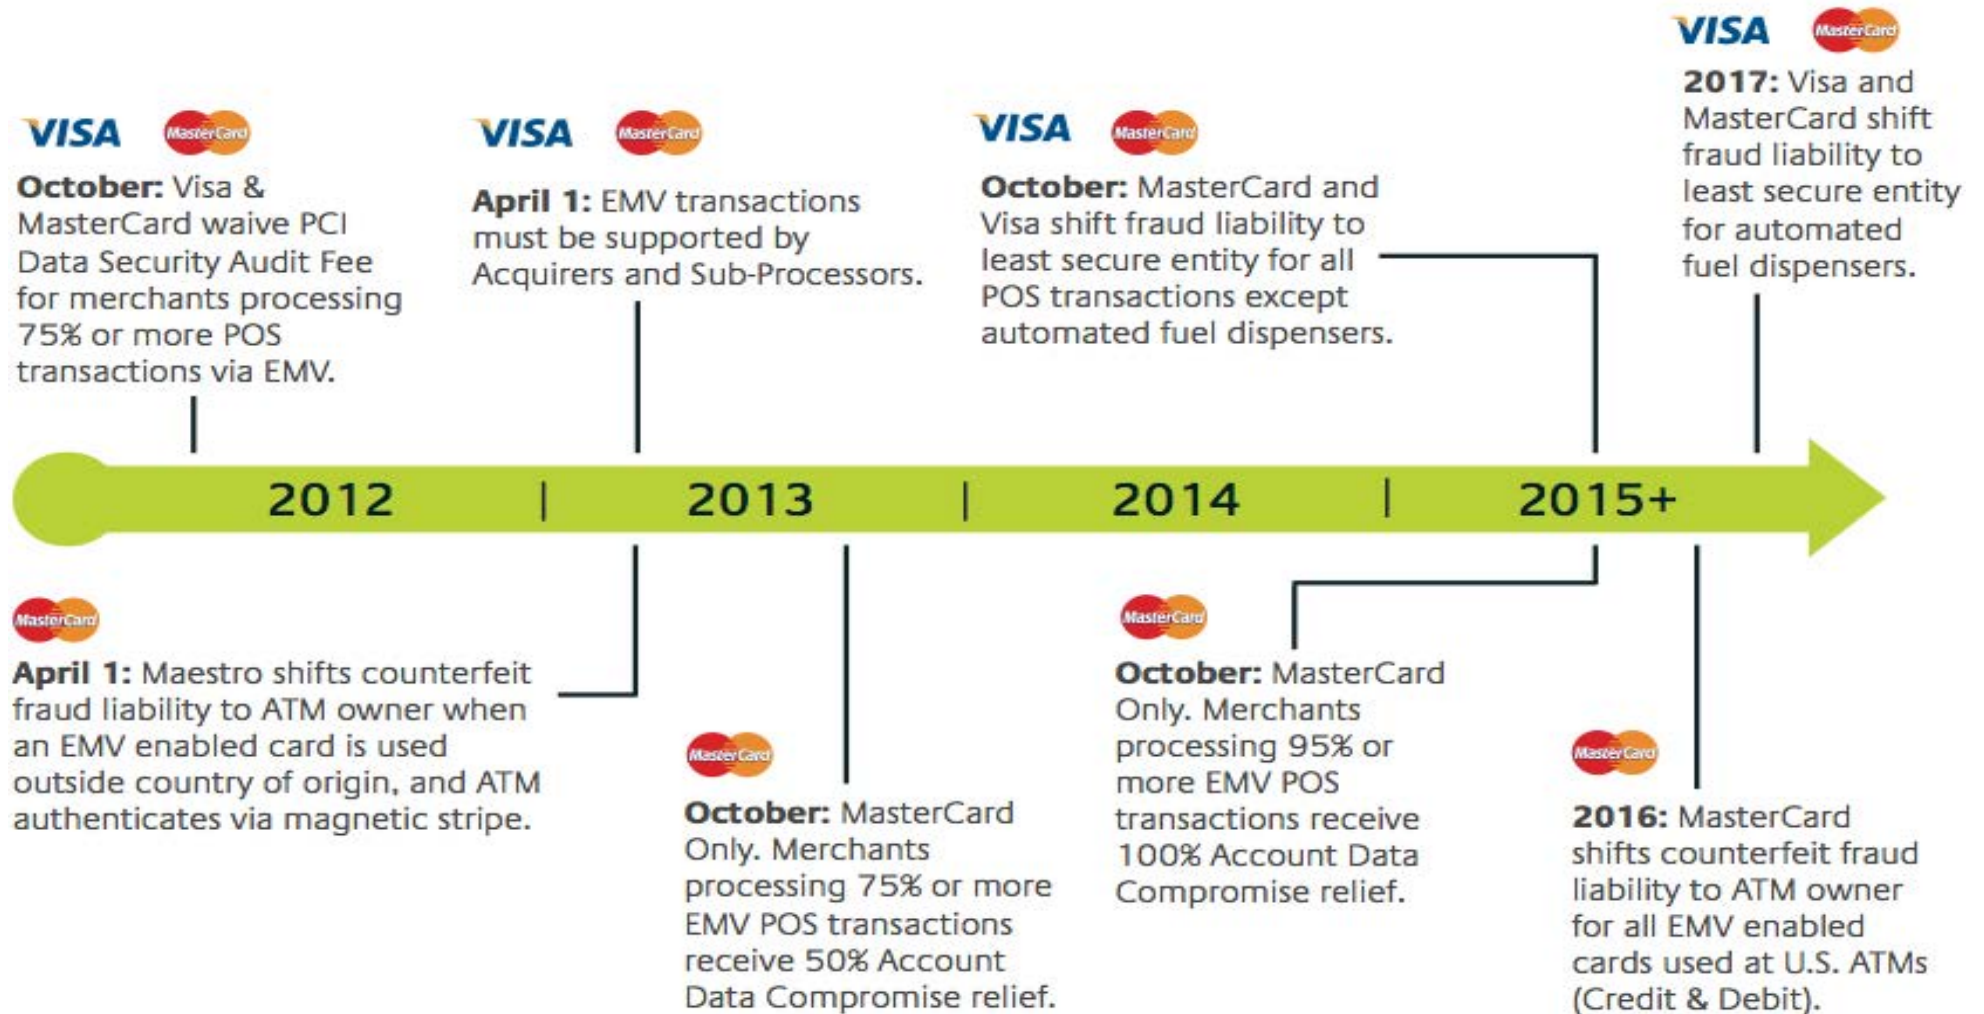 VISA MasterCard
October: Visa &
MasterCard waive PCI
Data Security Audit Fee
for merchants processing
75% or more POS
transactions via EMV.
VISA MasterCard
April 1: EMV transactions
must be supported by
Acquirers and Sub-Processors.
VISA MasterCard
October: MasterCard and
Visa shift fraud liability to
least secure entity for all
POS transactions except
automated fuel dispensers.
VISA MasterCard
2017: Visa and
MasterCard shift
fraud liability to
least secure entity
for automated
fuel dispensers.
2012 | 2013 | 2014 | 2015+
MasterCard
April 1: Maestro shifts counterfeit
fraud liability to ATM owner when
an EMV enabled card is used
outside country of origin, and ATM
authenticates via magnetic stripe.
MasterCard
October: MasterCard
Only. Merchants
processing 75% or more
EMV POS transactions
receive 50% Account
Data Compromise relief.
MasterCard
October: MasterCard
Only. Merchants
processing 95% or
more EMV POS
transactions receive
100% Account Data
Compromise relief.
MasterCard
2016: MasterCard
shifts counterfeit fraud
liability to ATM owner
for all EMV enabled
cards used at U.S. ATMs
(Credit & Debit).